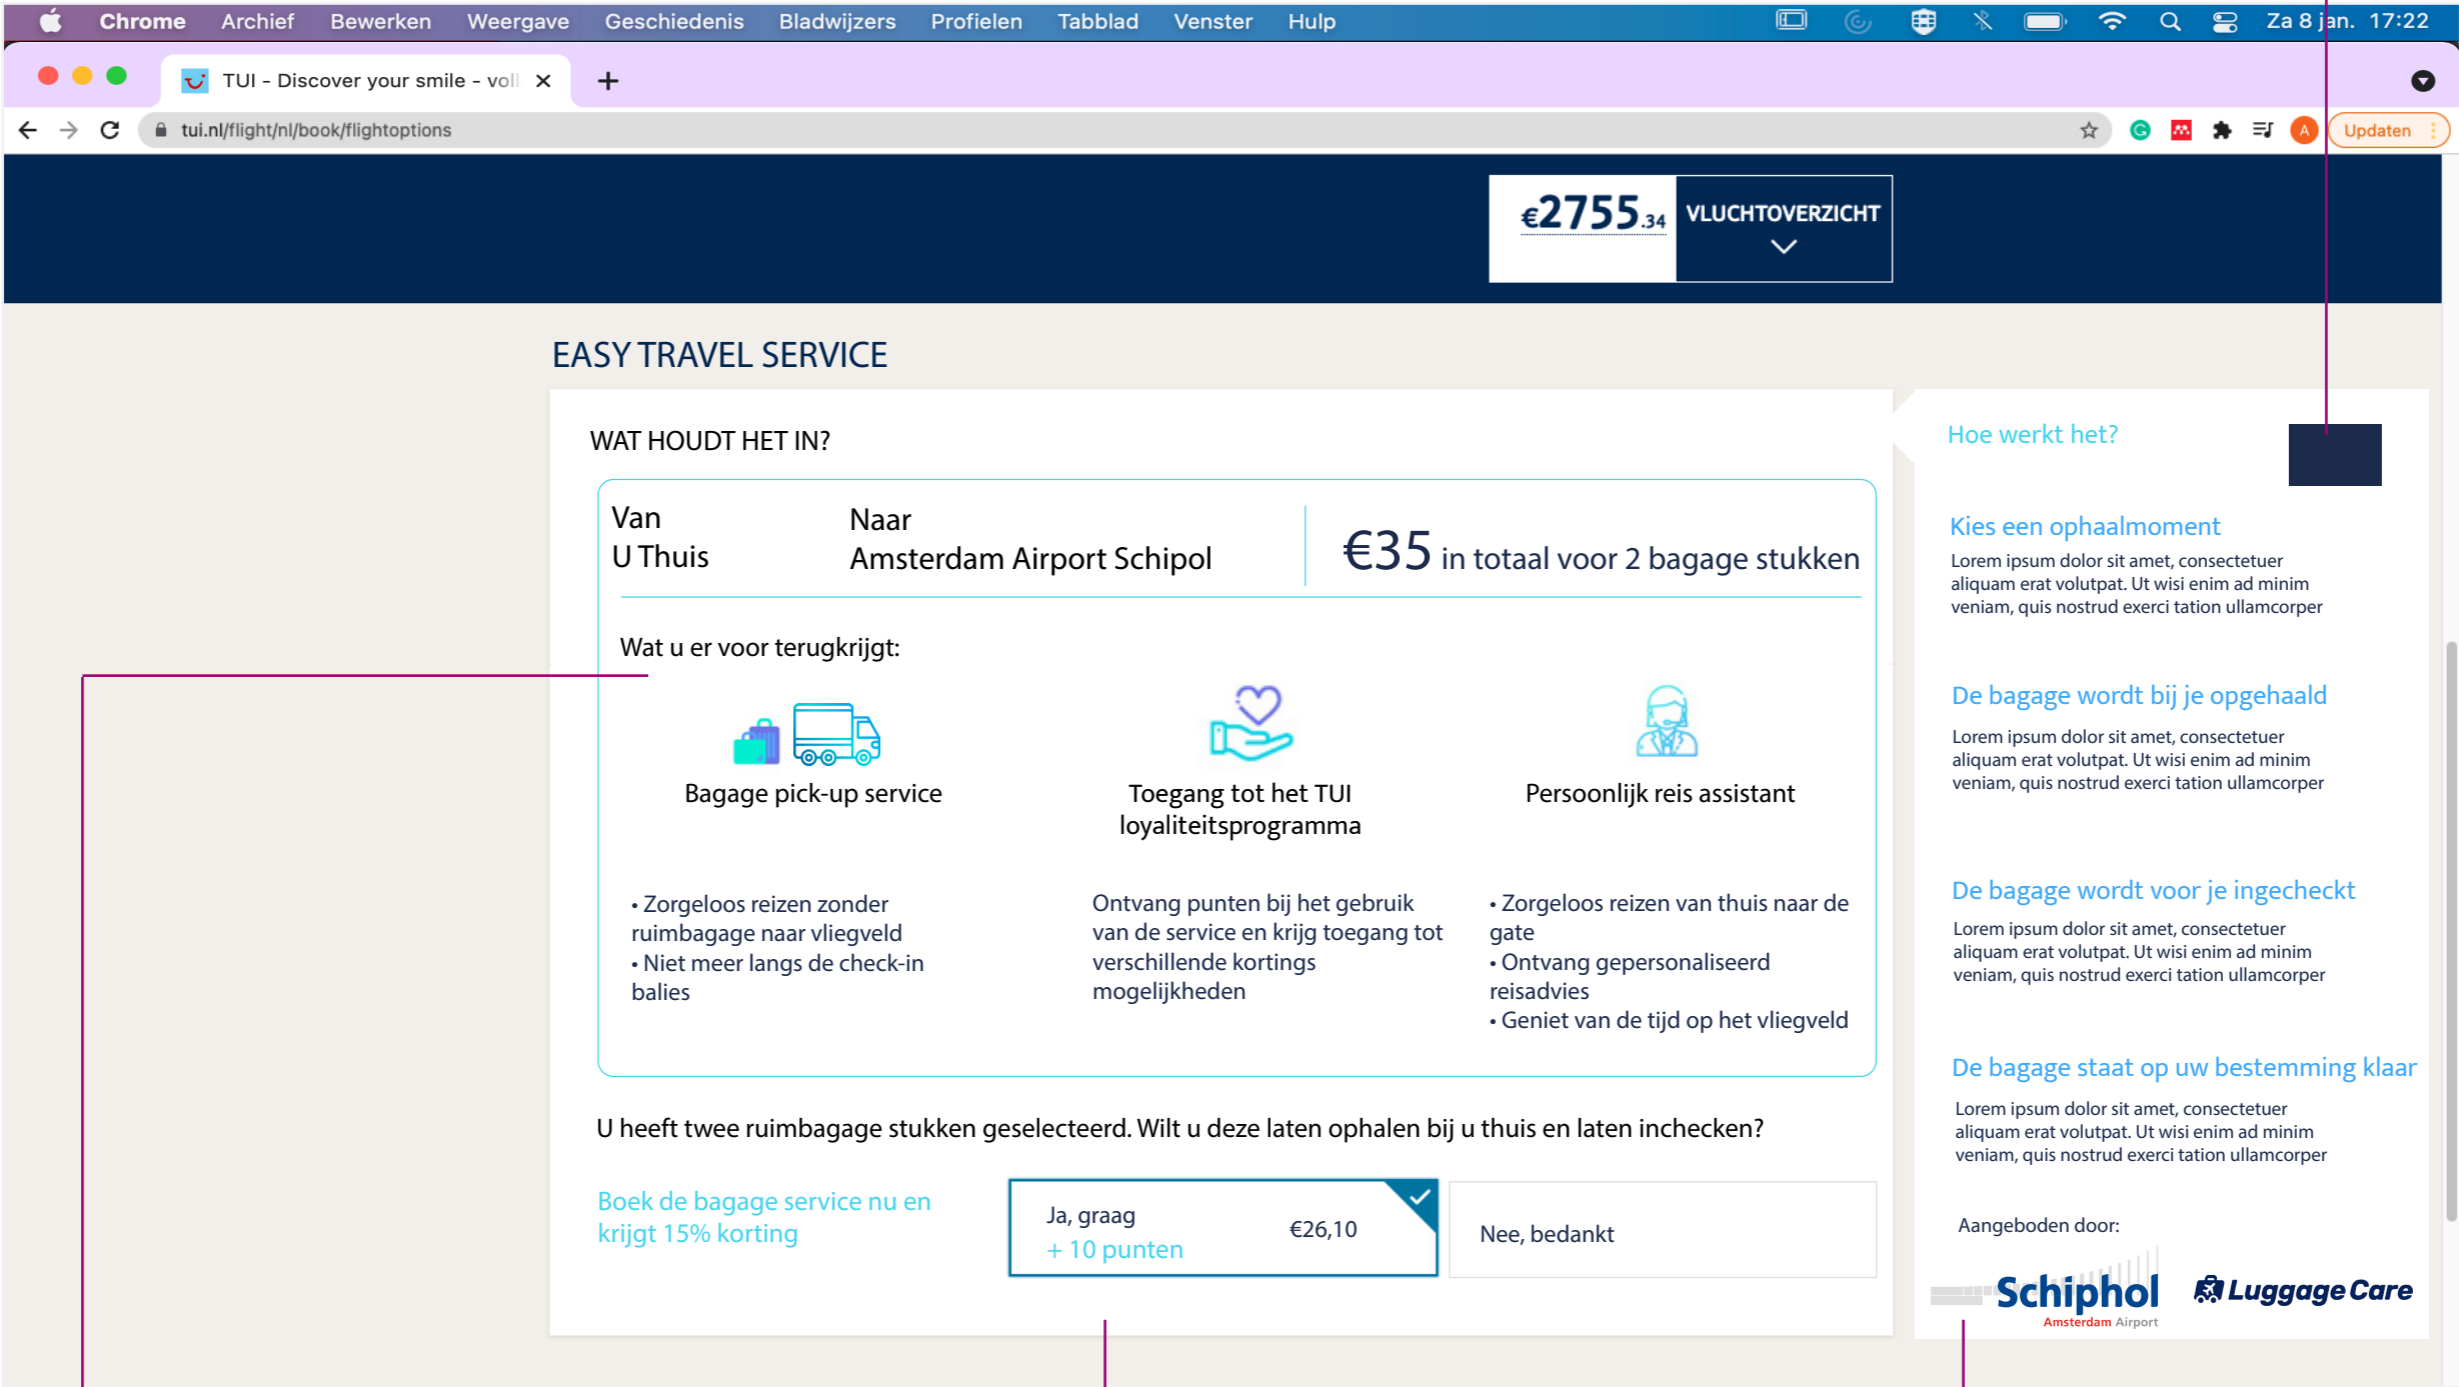 Chrome Archief Bewerken Weergave Geschiedenis Bladwijzers Profielen Tabblad Venster Hulp Za 8 jan. 17:22
TUI - Discover your smile - voll
tui.nl/flight/nl/book/flightoptions
A Updaten
€2755.34 VLUCHTOVERZICHT
EASY TRAVEL SERVICE
WAT HOUDT HET IN?
Van
U Thuis
Naar
Amsterdam Airport Schipol
€35 in totaal voor 2 bagage stukken
Wat u er voor terugkrijgt:
Bagage pick-up service
• Zorgeloos reizen zonder
ruimbagage naar vliegveld
• Niet meer langs de check-in
balies
Toegang tot het TUI
loyaliteitsprogramma
Ontvang punten bij het gebruik
van de service en krijg toegang tot
verschillende kortings
mogelijkheden
Persoonlijk reis assistant
• Zorgeloos reizen van thuis naar de
gate
• Ontvang gepersonaliseerd
reisadvies
• Geniet van de tijd op het vliegveld
U heeft twee ruimbagage stukken geselecteerd. Wilt u deze laten ophalen bij u thuis en laten inchecken?
Boek de bagage service nu en
krijgt 15% korting
Ja, graag
+ 10 punten
€26,10
Nee, bedankt
Hoe werkt het?
Kies een ophaalmoment
Lorem ipsum dolor sit amet, consectetuer
aliquam erat volutpat. Ut wisi enim ad minim
veniam, quis nostrud exerci tation ullamcorper
De bagage wordt bij je opgehaald
Lorem ipsum dolor sit amet, consectetuer
aliquam erat volutpat. Ut wisi enim ad minim
veniam, quis nostrud exerci tation ullamcorper
De bagage wordt voor je ingecheckt
Lorem ipsum dolor sit amet, consectetuer
aliquam erat volutpat. Ut wisi enim ad minim
veniam, quis nostrud exerci tation ullamcorper
De bagage staat op uw bestemming klaar
Lorem ipsum dolor sit amet, consectetuer
aliquam erat volutpat. Ut wisi enim ad minim
veniam, quis nostrud exerci tation ullamcorper
Aangeboden door:
Schiphol
Amsterdam Airport
Luggage Care